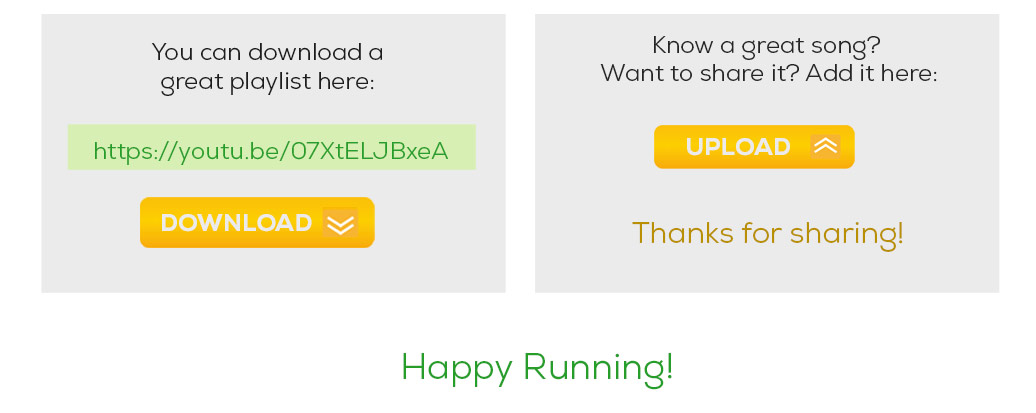 You can download a
great playlist here:
https://youtu.be/07XtELJBxeA
DOWNLOAD
Know a great song?
Want to share it? Add it here:
UPLOAD
Thanks for sharing!
Happy Running!